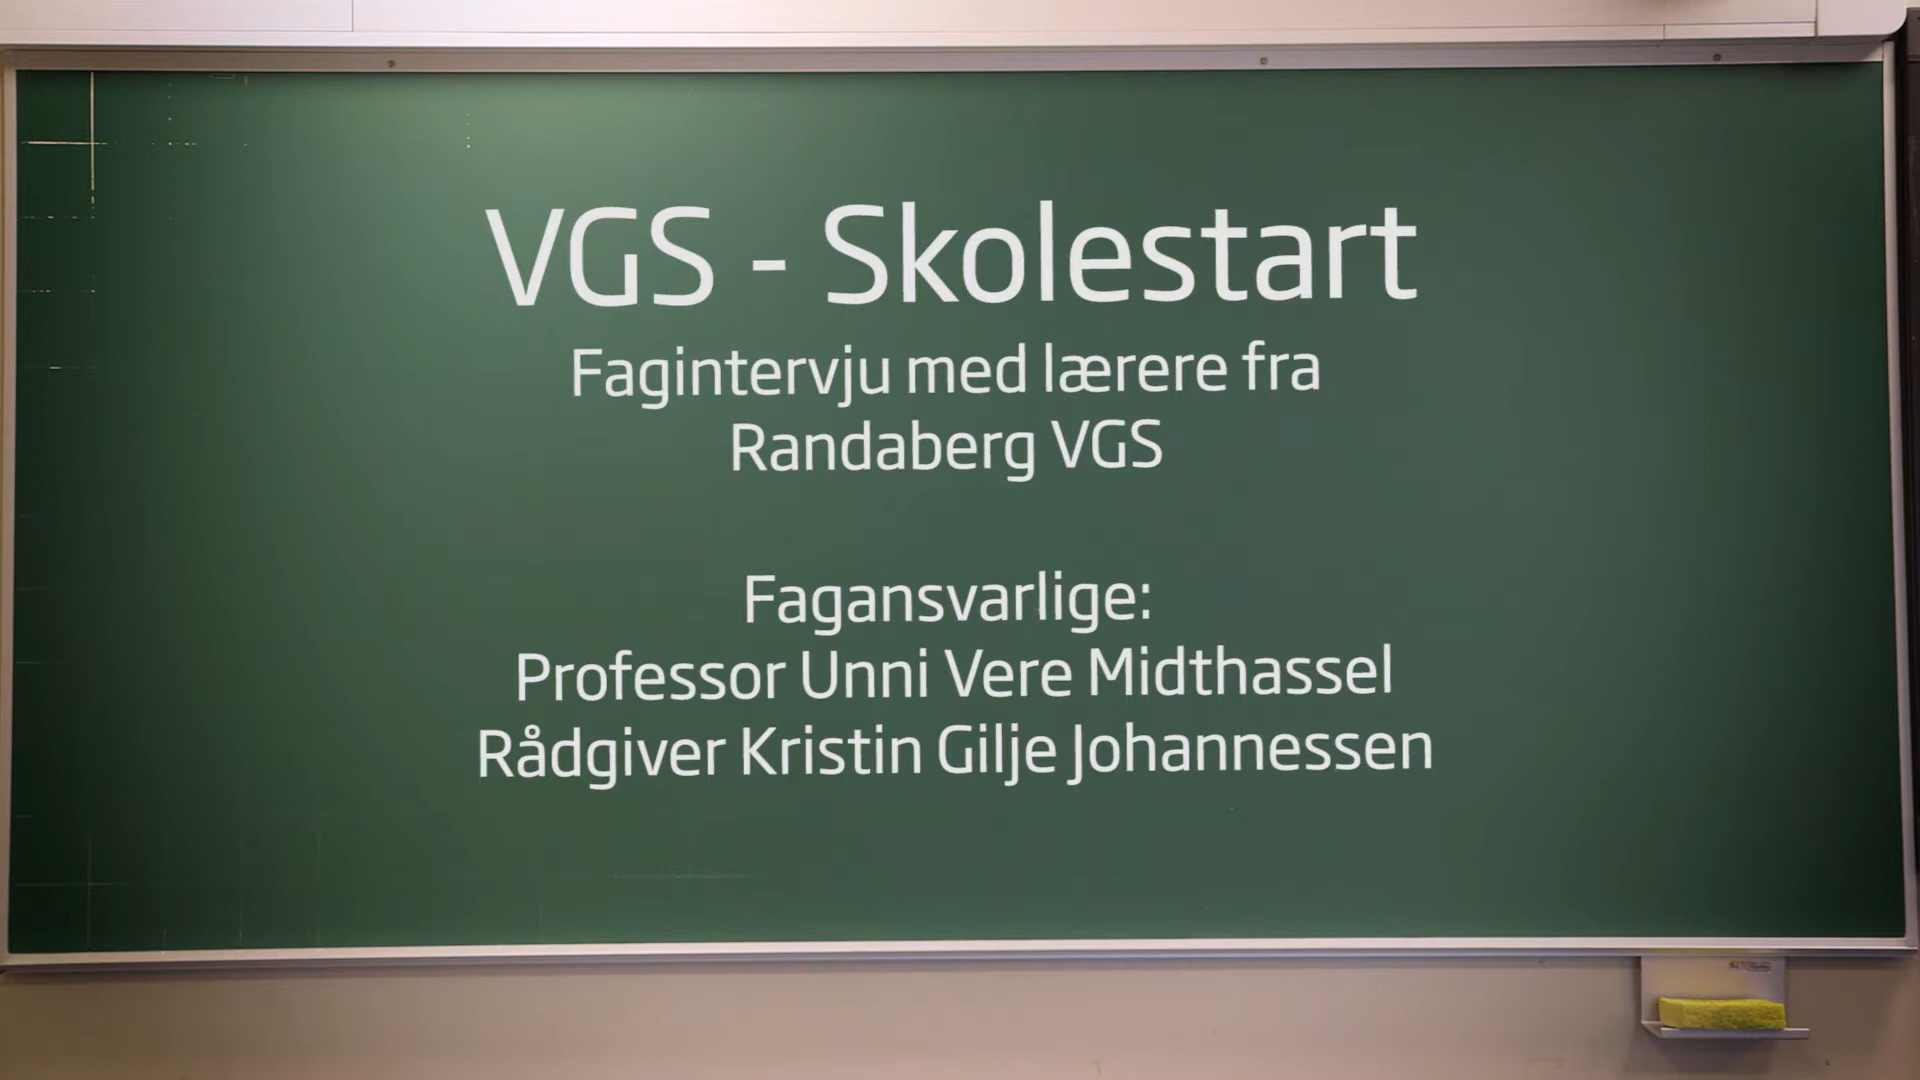 VGS - Skolestart
Fagintervju med lærere fra
Randaberg VGS
Fagansvarlige:
Professor Unni Vere Midthassel
Rådgiver Kristin Gilje Johannessen